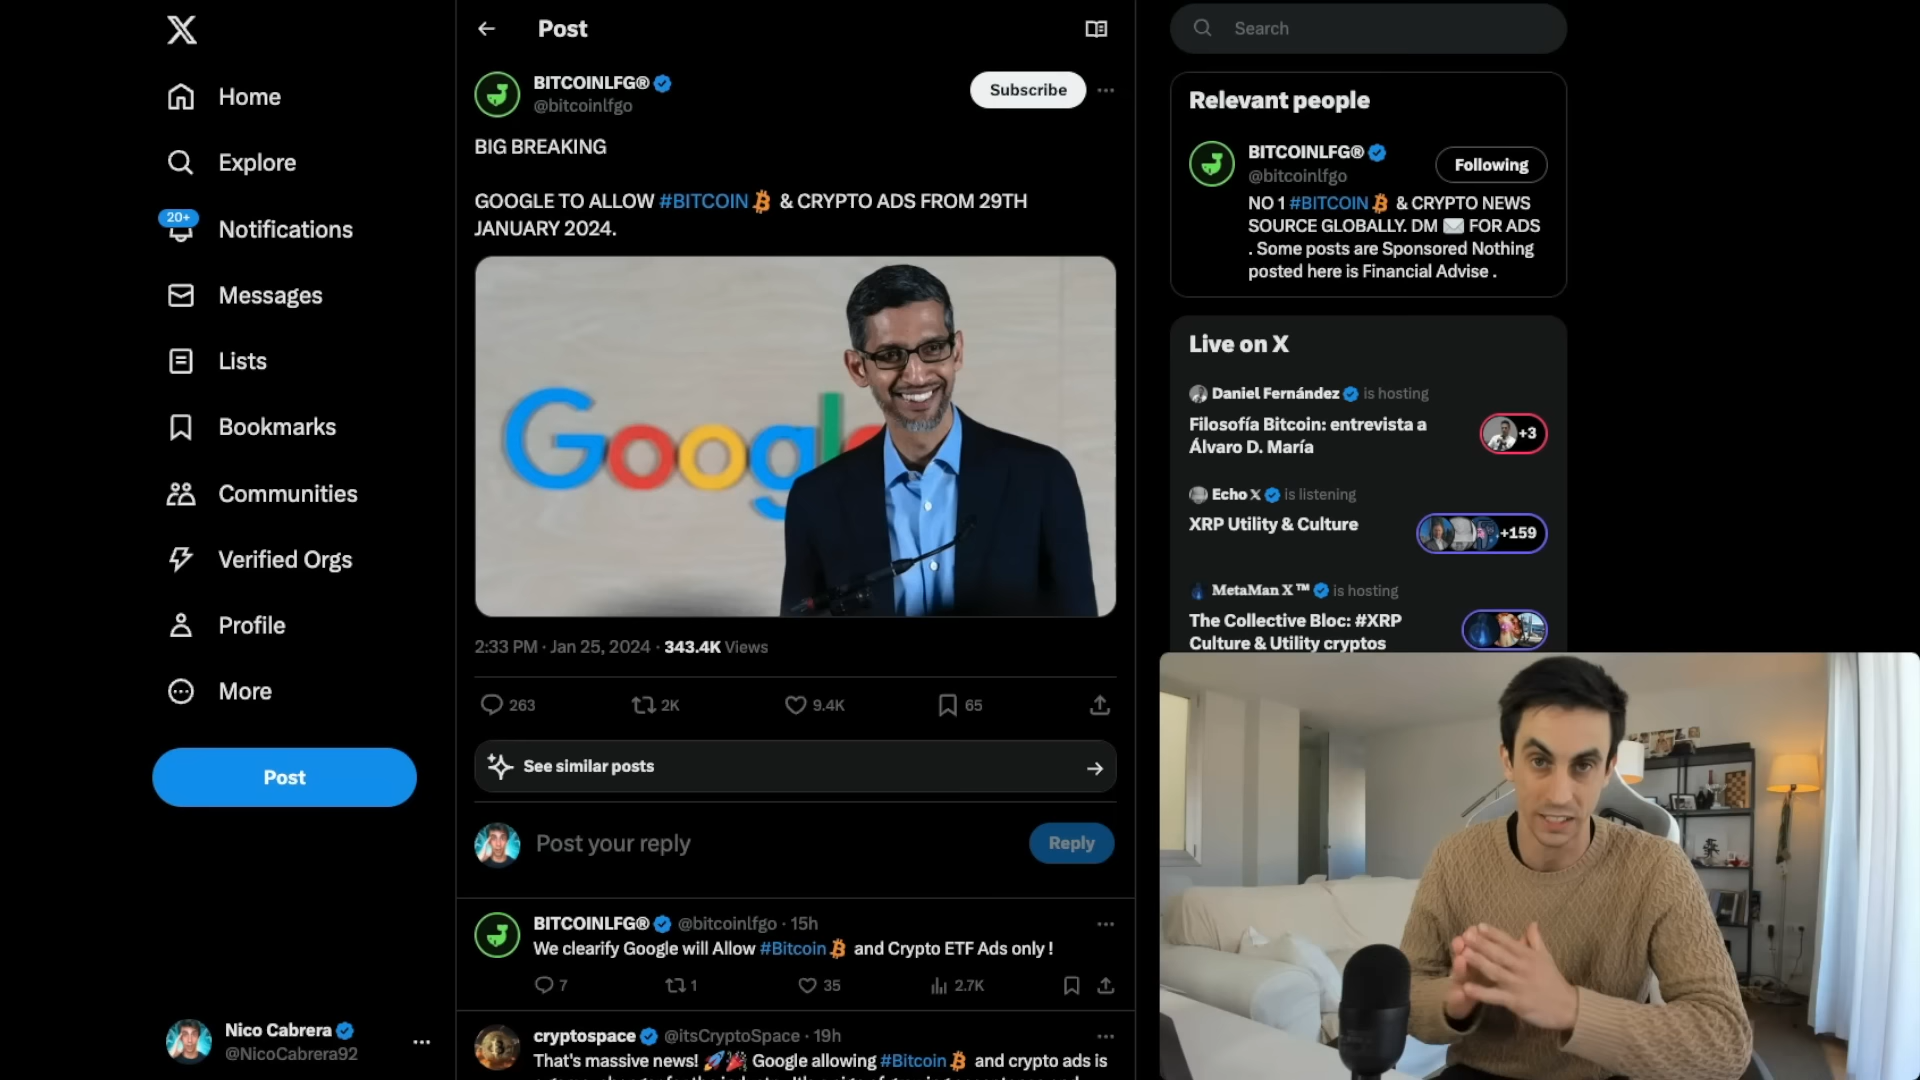 Home
Explore
20+
Notifications
Messages
Lists
Bookmarks
Communities
Verified Orgs
Profile
More
Post
Nico Cabrera
@NicoCabrera92
Post
BITCOINLFG®
@bitcoinlfgo
Subscribe
BIG BREAKING
GOOGLE TO ALLOW #BITCOIN & CRYPTO ADS FROM 29TH
JANUARY 2024.
Google
2:33 PM · Jan 25, 2024 · 343.4K Views
263 2K 9.4K 65
See similar posts
Post your reply
Reply
BITCOINLFG® @bitcoinlfgo · 15h
We clearify Google will Allow #Bitcoin and Crypto ETF Ads only !
7 1 35 2.7K
cryptospace @itsCryptoSpace · 19h
That's massive news! 🚀🎉 Google allowing #Bitcoin and crypto ads is
Search
Relevant people
BITCOINLFG®
@bitcoinlfgo
Following
NO 1 #BITCOIN & CRYPTO NEWS
SOURCE GLOBALLY. DM ✉️ FOR ADS
. Some posts are Sponsored Nothing
posted here is Financial Advise .
Live on X
Daniel Fernández is hosting
Filosofía Bitcoin: entrevista a
Álvaro D. María
+3
Echo X is listening
XRP Utility & Culture
+159
MetaMan X ™ is hosting
The Collective Bloc: #XRP
Culture & Utility cryptos